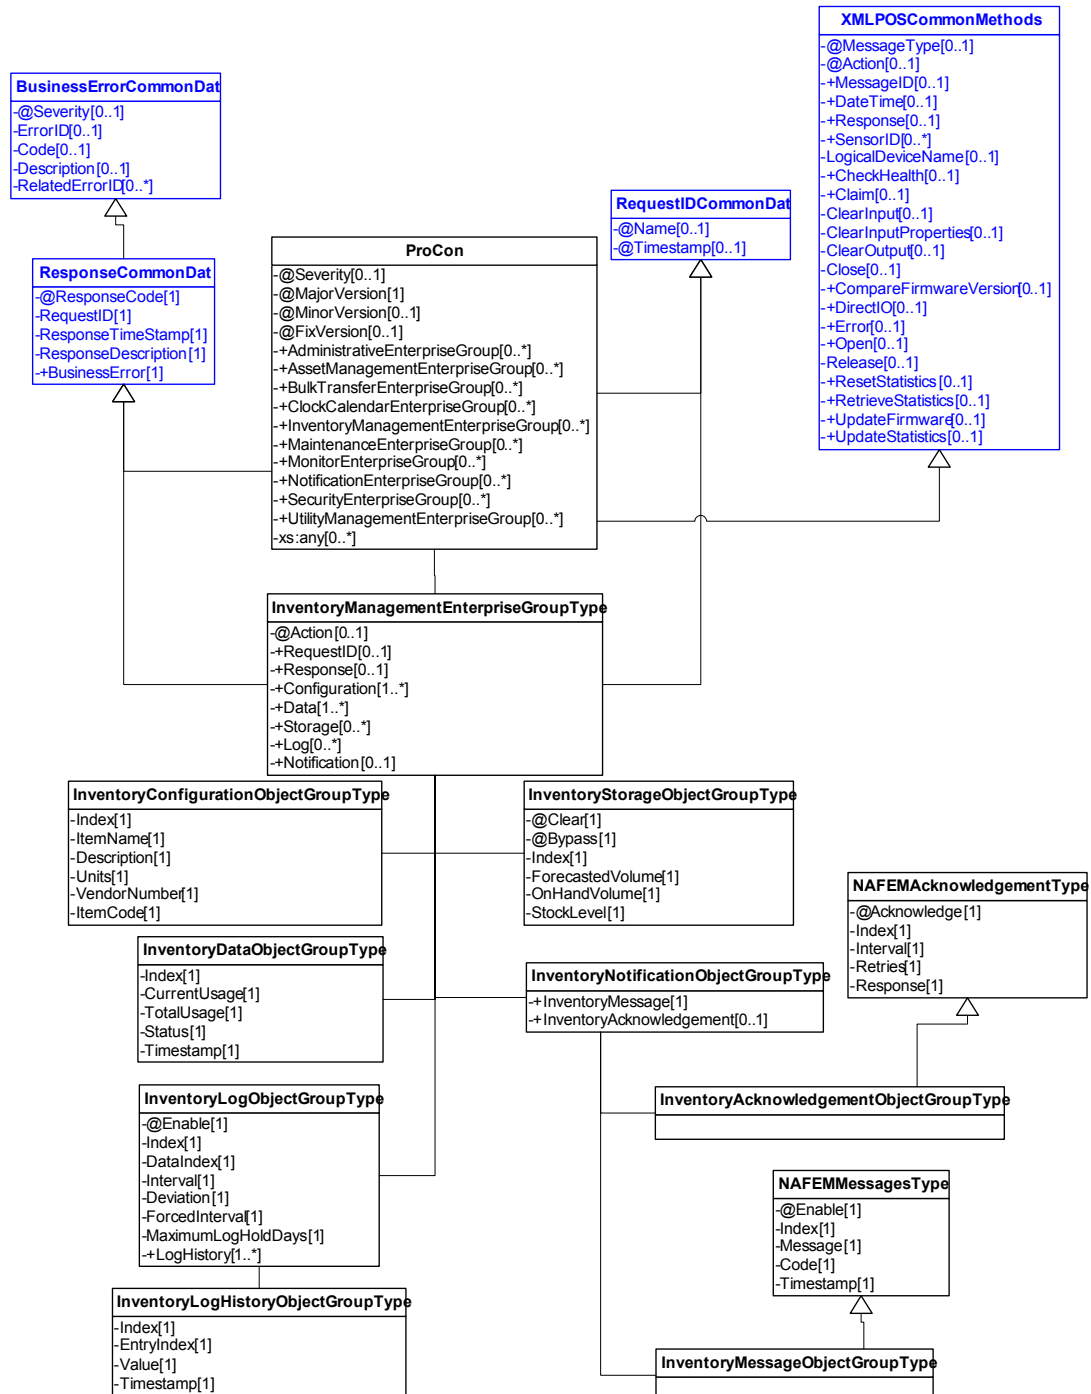 XMLPOSCommonMethods
-@MessageType[0..1]
-@Action[0..1]
-+MessageID[0..1]
-+DateTime[0..1]
-+Response[0..1]
-+SensorID[0..*]
-LogicalDeviceName[0..1]
-+CheckHealth[0..1]
-+Claim[0..1]
-ClearInput[0..1]
-ClearInputProperties[0..1]
-ClearOutput[0..1]
-Close[0..1]
-+CompareFirmwareVersion[0..1]
-+DirectIO[0..1]
-+Error[0..1]
-+Open[0..1]
-Release[0..1]
-+ResetStatistics[0..1]
-+RetrieveStatistics[0..1]
-+UpdateFirmware[0..1]
-+UpdateStatistics[0..1]
BusinessErrorCommonDat
-@Severity[0..1]
-ErrorID[0..1]
-Code[0..1]
-Description[0..1]
-RelatedErrorID[0..*]
RequestIDCommonDat
-@Name[0..1]
-@Timestamp[0..1]
ResponseCommonDat
-@ResponseCode[1]
-RequestID[1]
-ResponseTimeStamp[1]
-ResponseDescription[1]
-+BusinessError[1]
ProCon
-@Severity[0..1]
-@MajorVersion[1]
-@MinorVersion[0..1]
-@FixVersion[0..1]
-+AdministrativeEnterpriseGroup[0..*]
-+AssetManagementEnterpriseGroup[0..*]
-+BulkTransferEnterpriseGroup[0..*]
-+ClockCalendarEnterpriseGroup[0..*]
-+InventoryManagementEnterpriseGroup[0..*]
-+MaintenanceEnterpriseGroup[0..*]
-+MonitorEnterpriseGroup[0..*]
-+NotificationEnterpriseGroup[0..*]
-+SecurityEnterpriseGroup[0..*]
-+UtilityManagementEnterpriseGroup[0..*]
-xs:any[0..*]
InventoryManagementEnterpriseGroupType
-@Action[0..1]
-+RequestID[0..1]
-+Response[0..1]
-+Configuration[1..*]
-+Data[1..*]
-+Storage[0..*]
-+Log[0..*]
-+Notification[0..1]
InventoryConfigurationObjectGroupType
-Index[1]
-ItemName[1]
-Description[1]
-Units[1]
-VendorNumber[1]
-ItemCode[1]
InventoryStorageObjectGroupType
-@Clear[1]
-@Bypass[1]
-Index[1]
-ForecastedVolume[1]
-OnHandVolume[1]
-StockLevel[1]
NAFEMAcknowledgementType
-@Acknowledge[1]
-Index[1]
-Interval[1]
-Retries[1]
-Response[1]
InventoryDataObjectGroupType
-Index[1]
-CurrentUsage[1]
-TotalUsage[1]
-Status[1]
-Timestamp[1]
InventoryNotificationObjectGroupType
-+InventoryMessage[1]
-+InventoryAcknowledgement[0..1]
InventoryLogObjectGroupType
-@Enable[1]
-Index[1]
-DataIndex[1]
-Interval[1]
-Deviation[1]
-ForcedInterval[1]
-MaximumLogHoldDays[1]
-+LogHistory[1..*]
InventoryAcknowledgementObjectGroupType
NAFEMMessagesType
-@Enable[1]
-Index[1]
-Message[1]
-Code[1]
-Timestamp[1]
InventoryLogHistoryObjectGroupType
-Index[1]
-EntryIndex[1]
-Value[1]
-Timestamp[1]
InventoryMessageObjectGroupType